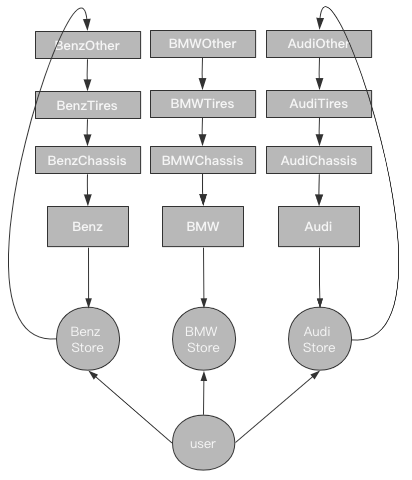 BenzOther
BMWOther
AudiOther
BenzTires
BMWTires
AudiTires
BenzChassis
BMWChassis
AudiChassis
Benz
BMW
Audi
Benz
Store
BMW
Store
Audi
Store
user